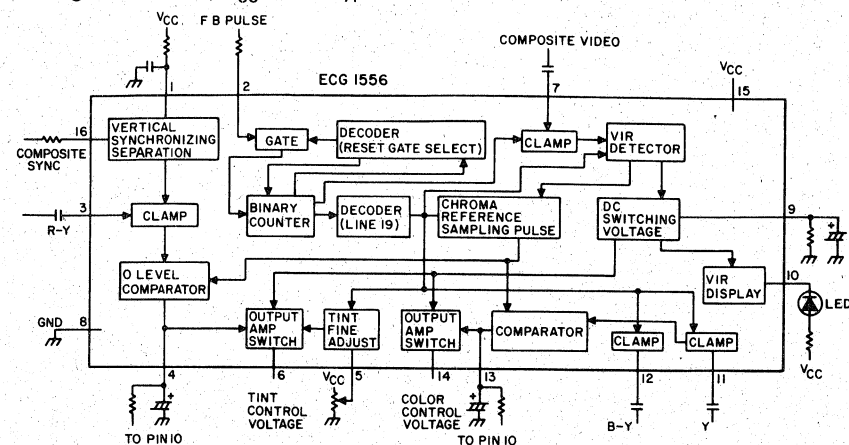 VCC
F B PULSE
COMPOSITE VIDEO
VCC
ECG 1556
1
2
7
15
16
COMPOSITE
SYNC
VERTICAL
SYNCHRONIZING
SEPARATION
GATE
DECODER
(RESET GATE SELECT)
CLAMP
VIR
DETECTOR
3
R-Y
CLAMP
BINARY
COUNTER
DECODER
(LINE 19)
CHROMA
REFERENCE
SAMPLING PULSE
DC
SWITCHING
VOLTAGE
9
+
O LEVEL
COMPARATOR
VIR
DISPLAY
10
LED
GND
8
OUTPUT
AMP
SWITCH
TINT
FINE
ADJUST
OUTPUT
AMP
SWITCH
COMPARATOR
CLAMP
CLAMP
VCC
4
6
5
14
13
12
11
+
TO PIN 10
TINT
CONTROL
VOLTAGE
VCC
COLOR
CONTROL
VOLTAGE
+
TO PIN 10
B-Y
Y